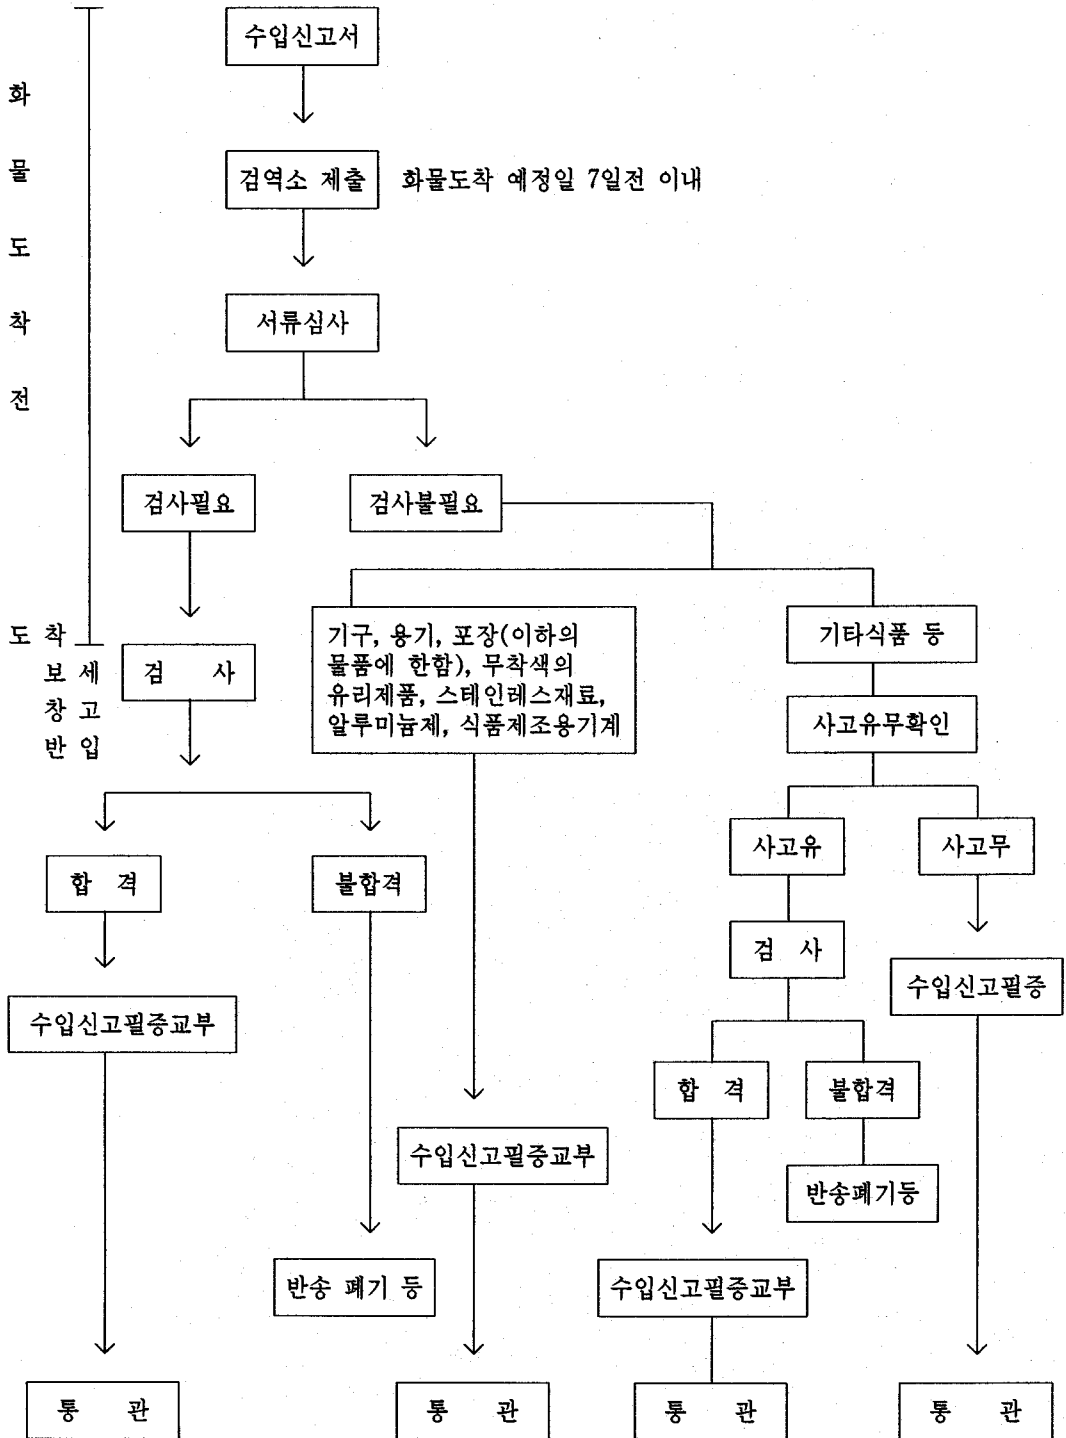 수입신고서
화물도착전
검역소 제출 화물도착 예정일 7일전 이내
서류심사
검사필요 검사불필요
도착
보세
창고
반입
검 사
기구, 용기, 포장(이하의
물품에 한함), 무착색의
유리제품, 스테인레스재료,
알루미늄제, 식품제조용기계
기타식품 등
사고유무확인
합 격 불합격
사고유 사고무
검 사
수입신고필증
수입신고필증교부
합 격 불합격
수입신고필증교부
반송폐기등
반송 폐기 등
수입신고필증교부
통 관 통 관 통 관 통 관